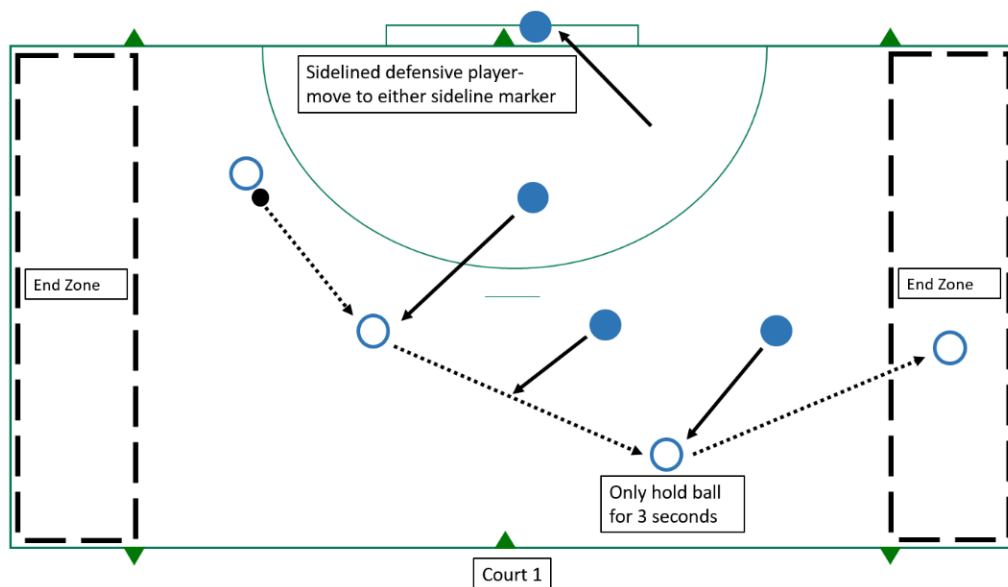 Sidelined defensive player-
move to either sideline marker
End Zone
End Zone
Only hold ball
for 3 seconds
Court 1